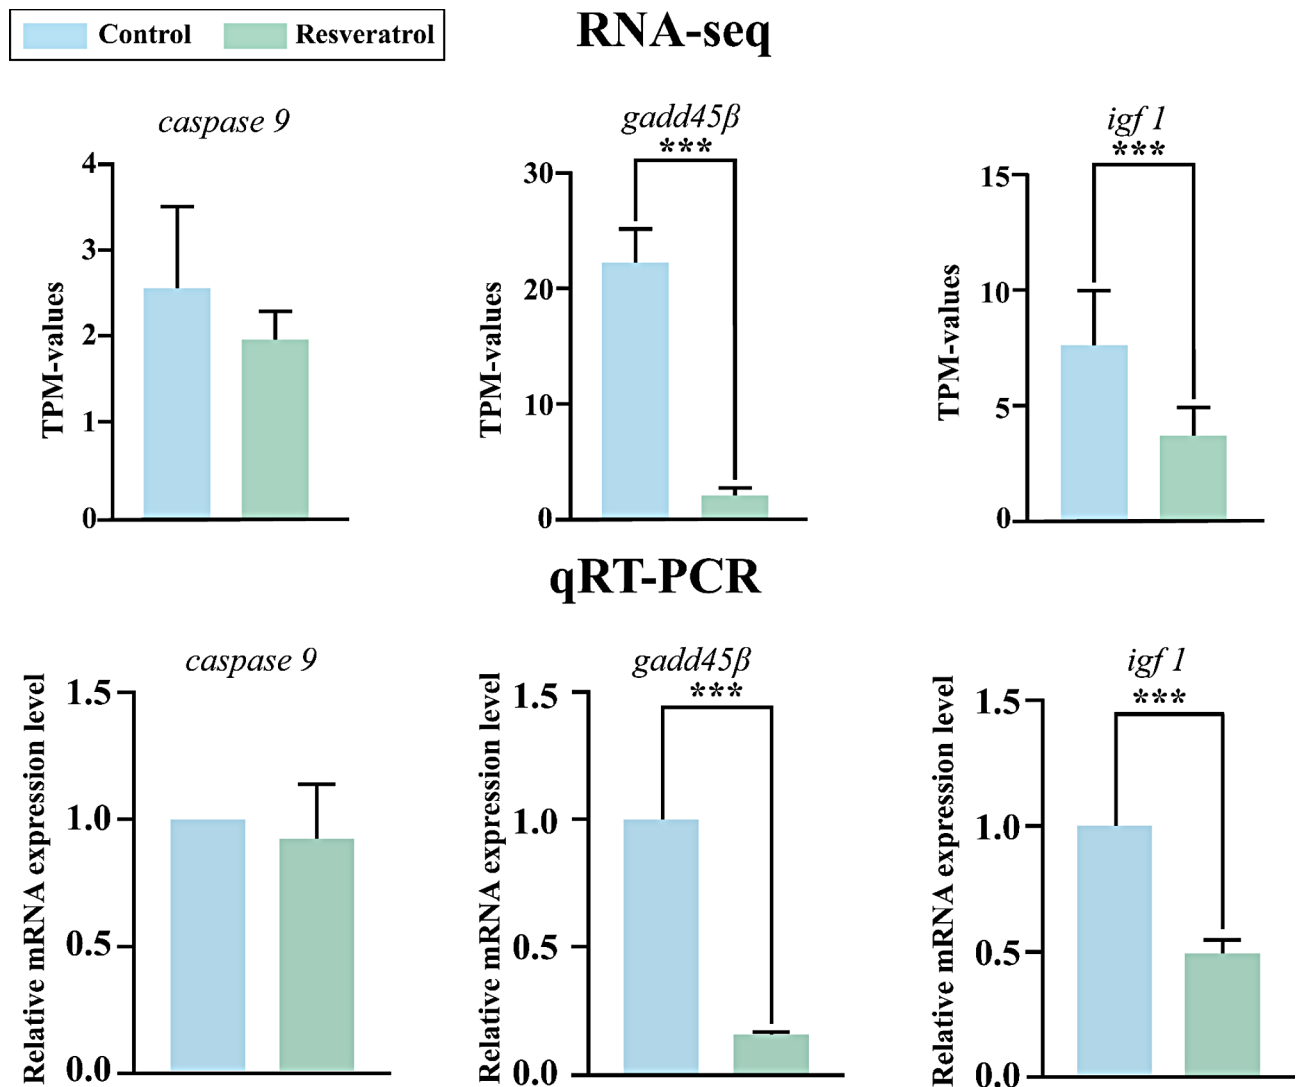 Control Resveratrol
RNA-seq
caspase 9
gadd45β
igf 1
***
***
TPM-values
4
3
2
1
0
TPM-values
30
20
10
0
TPM-values
15
10
5
0
qRT-PCR
caspase 9
gadd45β
igf 1
***
***
Relative mRNA expression level
1.5
1.0
0.5
0.0
Relative mRNA expression level
1.5
1.0
0.5
0.0
Relative mRNA expression level
1.5
1.0
0.5
0.0